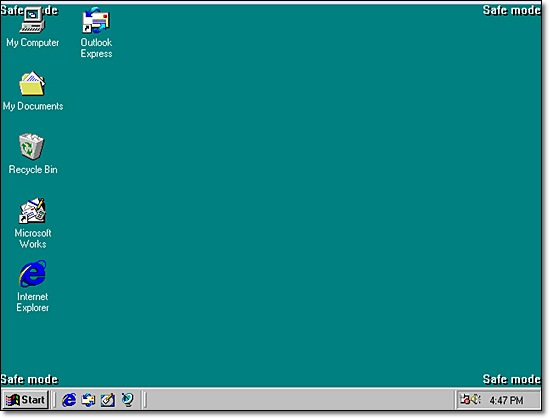 Safe mode
Safe mode
My Computer
Outlook
Express
My Documents
Recycle Bin
Microsoft
Works
Internet
Explorer
Safe mode
Safe mode
Start
4:47 PM